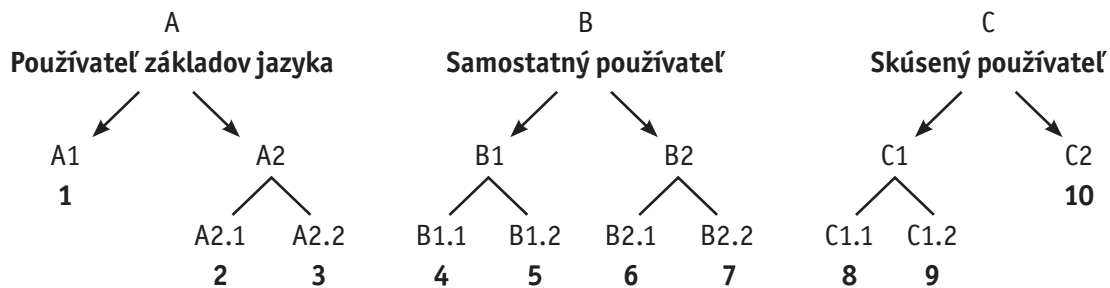 A B C
Používateľ základov jazyka Samostatný používateľ Skúsený používateľ
A1 A2 B1 B2 C1 C2
1 10
A2.1 A2.2 B1.1 B1.2 B2.1 B2.2 C1.1 C1.2
2 3 4 5 6 7 8 9